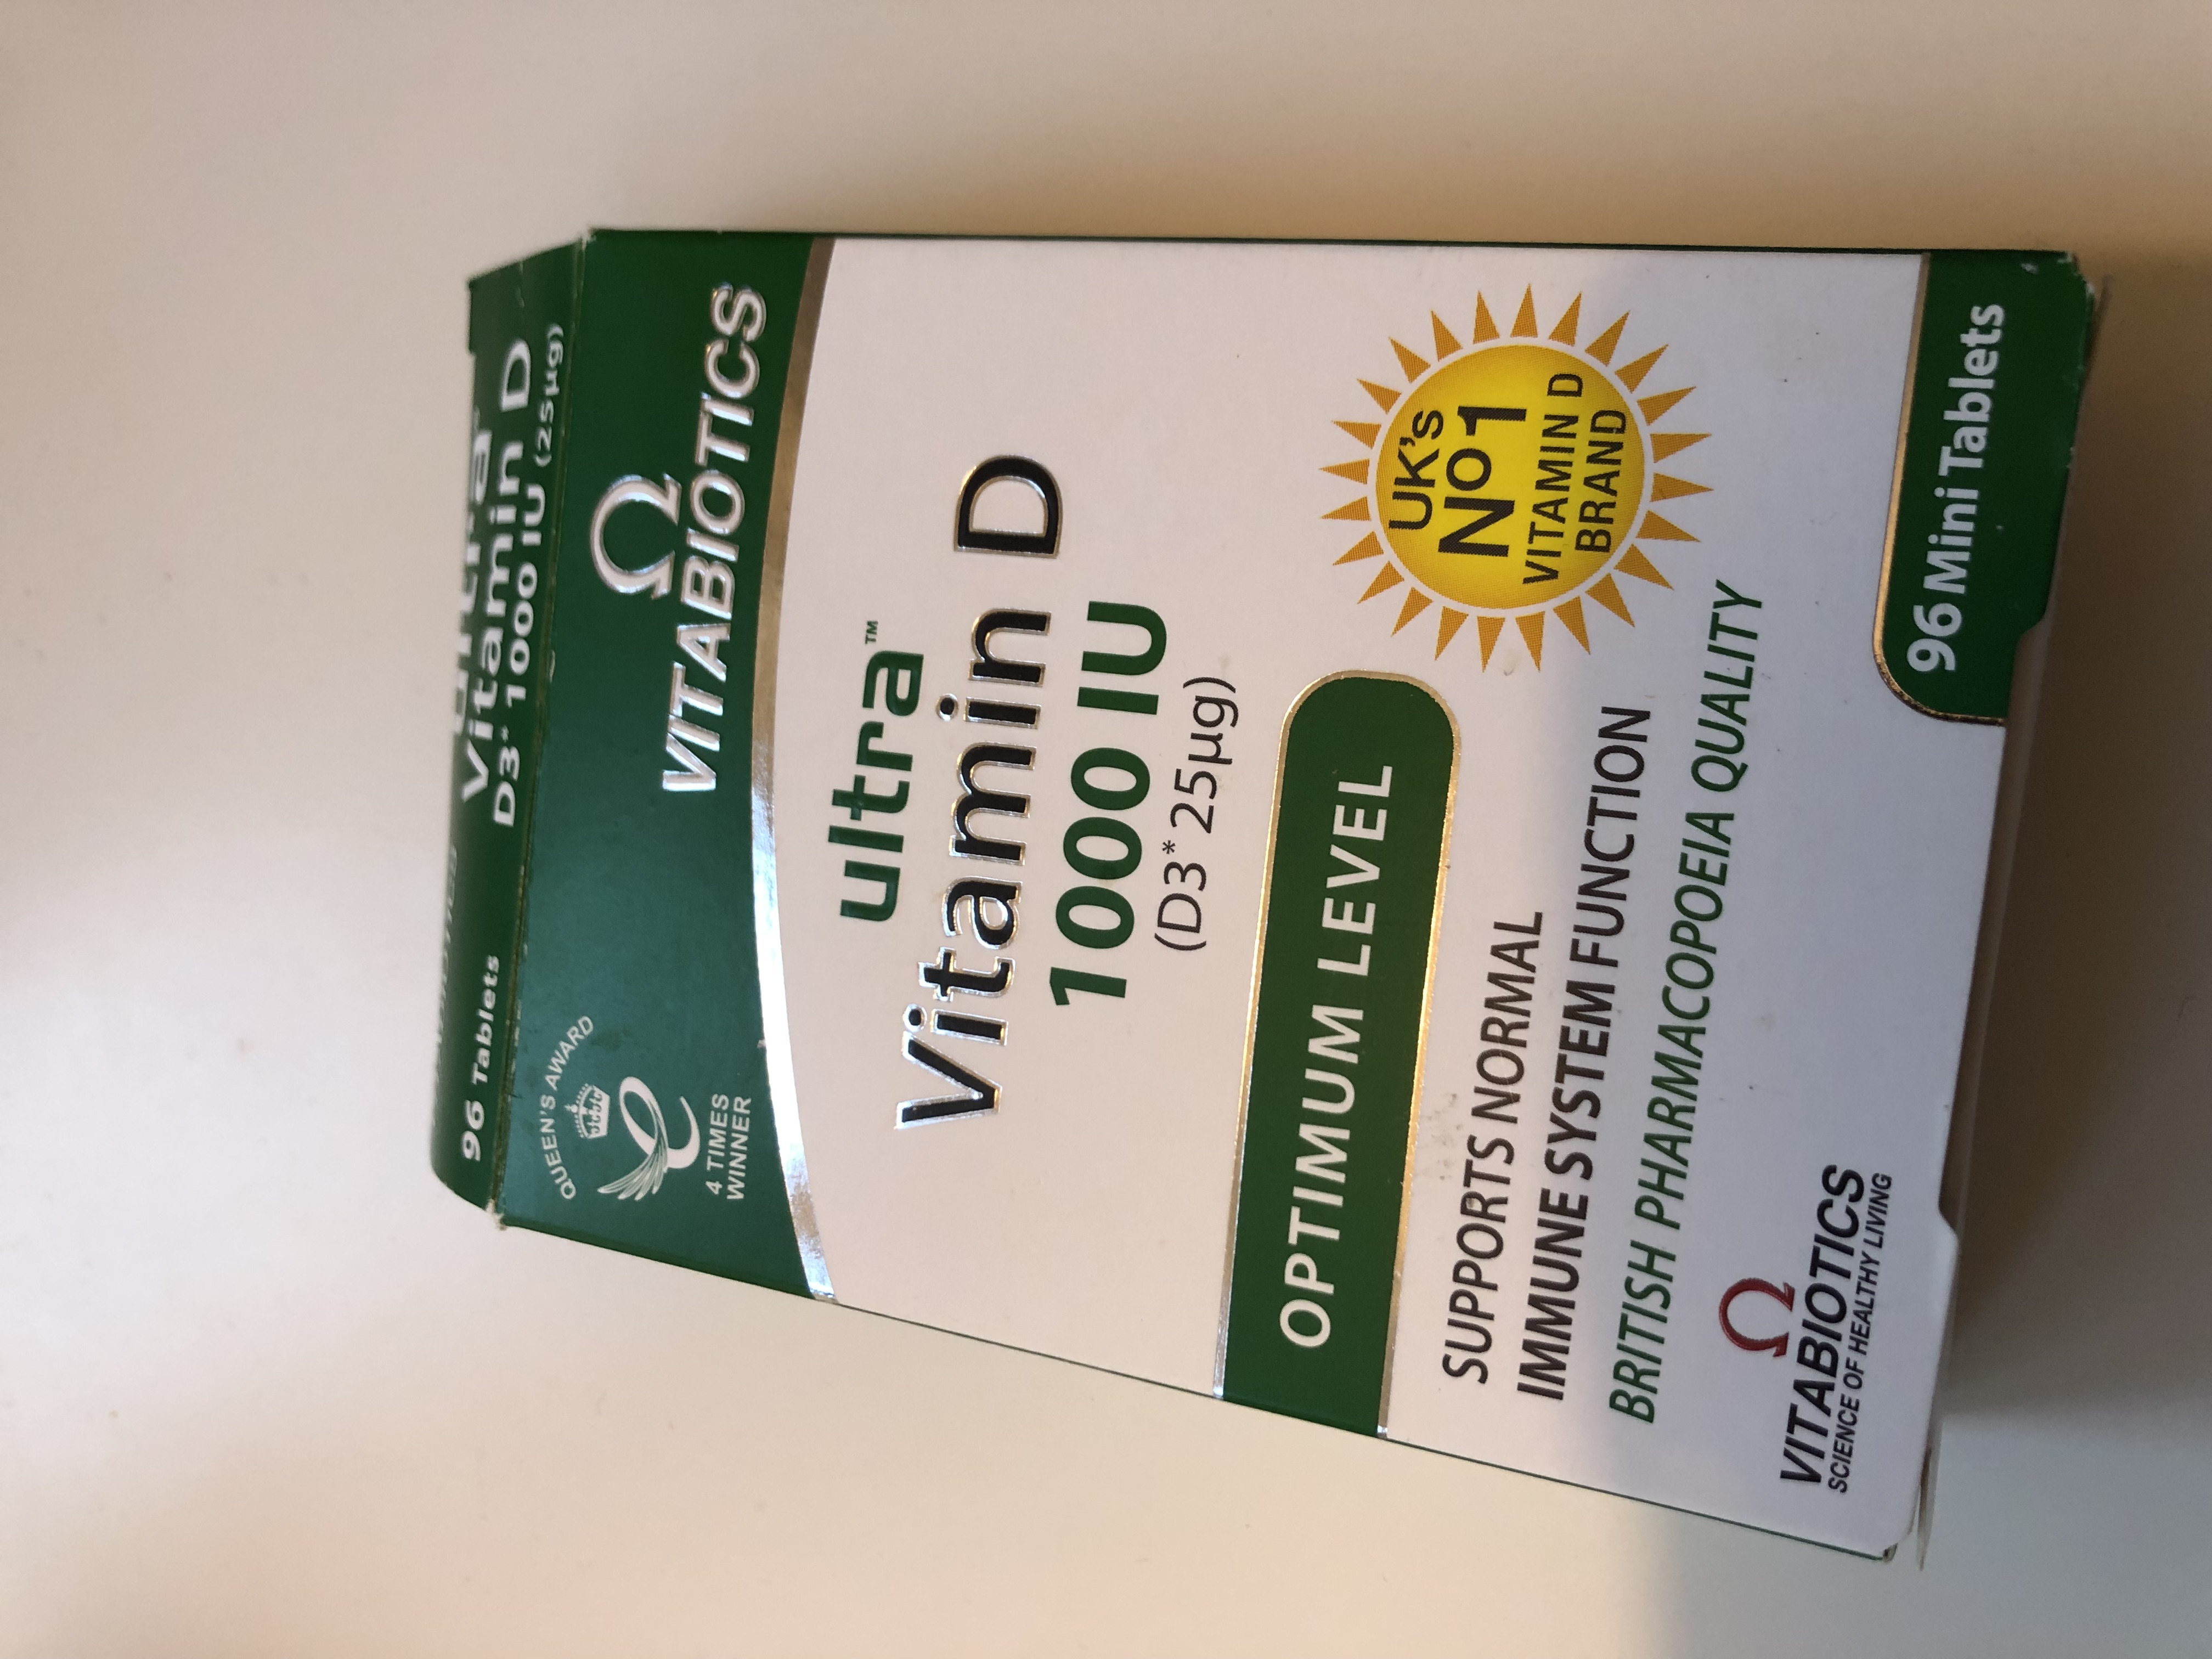 VITABIOTICS
ultra
96 Tablets
Vitamin D
D3* 1000 IU (25µg)
QUEEN'S AWARD
4 TIMES
WINNER
VITABIOTICS
ultra™
Vitamin D
1000 IU
(D3* 25µg)
OPTIMUM LEVEL
UK's
Nº1
VITAMIN D
BRAND
SUPPORTS NORMAL
IMMUNE SYSTEM FUNCTION
BRITISH PHARMACOPOEIA QUALITY
VITABIOTICS
SCIENCE OF HEALTHY LIVING
96 Mini Tablets